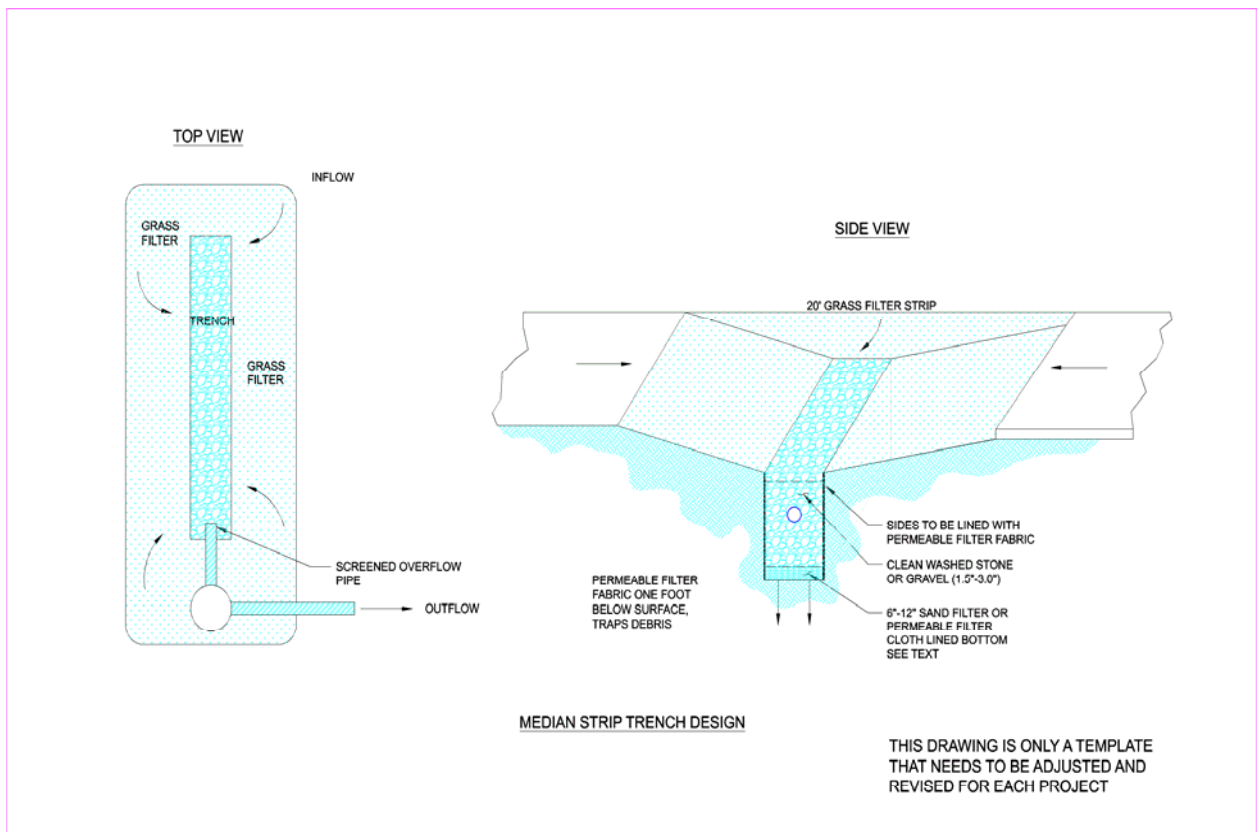 TOP VIEW
INFLOW
GRASS
FILTER
TRENCH
GRASS
FILTER
SCREENED OVERFLOW
PIPE
OUTFLOW
SIDE VIEW
20' GRASS FILTER STRIP
SIDES TO BE LINED WITH
PERMEABLE FILTER FABRIC
CLEAN WASHED STONE
OR GRAVEL (1.5"-3.0")
6"-12" SAND FILTER OR
PERMEABLE FILTER
CLOTH LINED BOTTOM
SEE TEXT
PERMEABLE FILTER
FABRIC ONE FOOT
BELOW SURFACE,
TRAPS DEBRIS
MEDIAN STRIP TRENCH DESIGN
THIS DRAWING IS ONLY A TEMPLATE
THAT NEEDS TO BE ADJUSTED AND
REVISED FOR EACH PROJECT